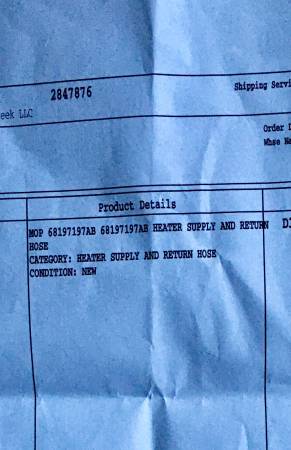 2847876
Shipping Servi
eek LLC
Order D
Whse Na
Product Details
MOP 68197197AB 68197197AB HEATER SUPPLY AND RETURN
HOSE
CATEGORY: HEATER SUPPLY AND RETURN HOSE
CONDITION: NEW